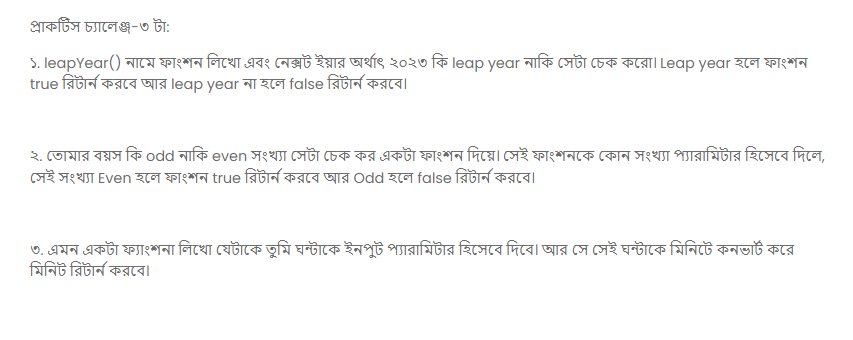 প্রাকটিস চ্যালেঞ্জ-৩ টা:
১. leapYear() নামে ফাংশন লিখো এবং নেক্সট ইয়ার অর্থাৎ ২০২৩ কি leap year নাকি সেটা চেক করো। Leap year হলে ফাংশন
true রিটার্ন করবে আর leap year না হলে false রিটার্ন করবে।
২. তোমার বয়স কি odd নাকি even সংখ্যা সেটা চেক কর একটা ফাংশন দিয়ে। সেই ফাংশনকে কোন সংখ্যা প্যারামিটার হিসেবে দিলে,
সেই সংখ্যা Even হলে ফাংশন true রিটার্ন করবে আর Odd হলে false রিটার্ন করবে।
৩. এমন একটা ফ্যাংশনা লিখো যেটাকে তুমি ঘন্টাকে ইনপুট প্যারামিটার হিসেবে দিবে। আর সে সেই ঘন্টাকে মিনিটে কনভার্ট করে
মিনিট রিটার্ন করবে।